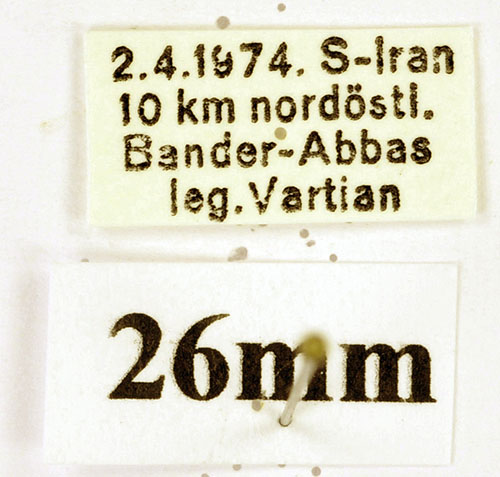 2.4.1974. S-Iran
10 km nordöstl.
Bander-Abbas
leg. Vartian
26mm